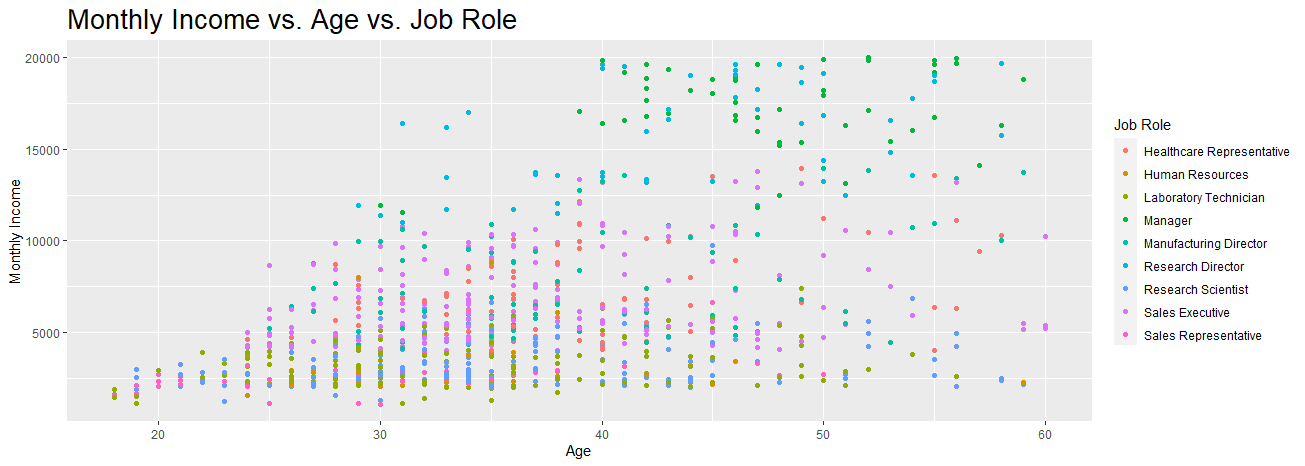 Monthly Income vs. Age vs. Job Role
20000
15000
10000
5000
Monthly Income
20
30
40
50
60
Age
Job Role
Healthcare Representative
Human Resources
Laboratory Technician
Manager
Manufacturing Director
Research Director
Research Scientist
Sales Executive
Sales Representative